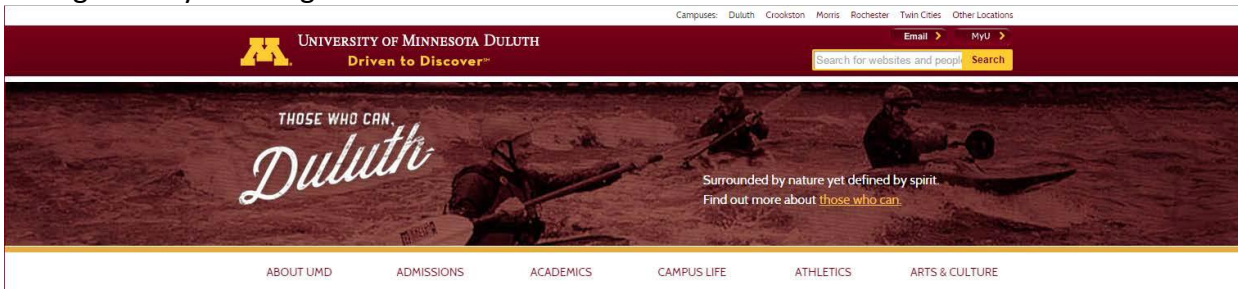 Campuses: Duluth Crookston Morris Rochester Twin Cities Other Locations
UNIVERSITY OF MINNESOTA DULUTH
Driven to Discover℠
Email > MyU >
Search for websites and peopl Search
THOSE WHO CAN,
Duluth
Surrounded by nature yet defined by spirit.
Find out more about those who can.
ABOUT UMD ADMISSIONS ACADEMICS CAMPUS LIFE ATHLETICS ARTS & CULTURE